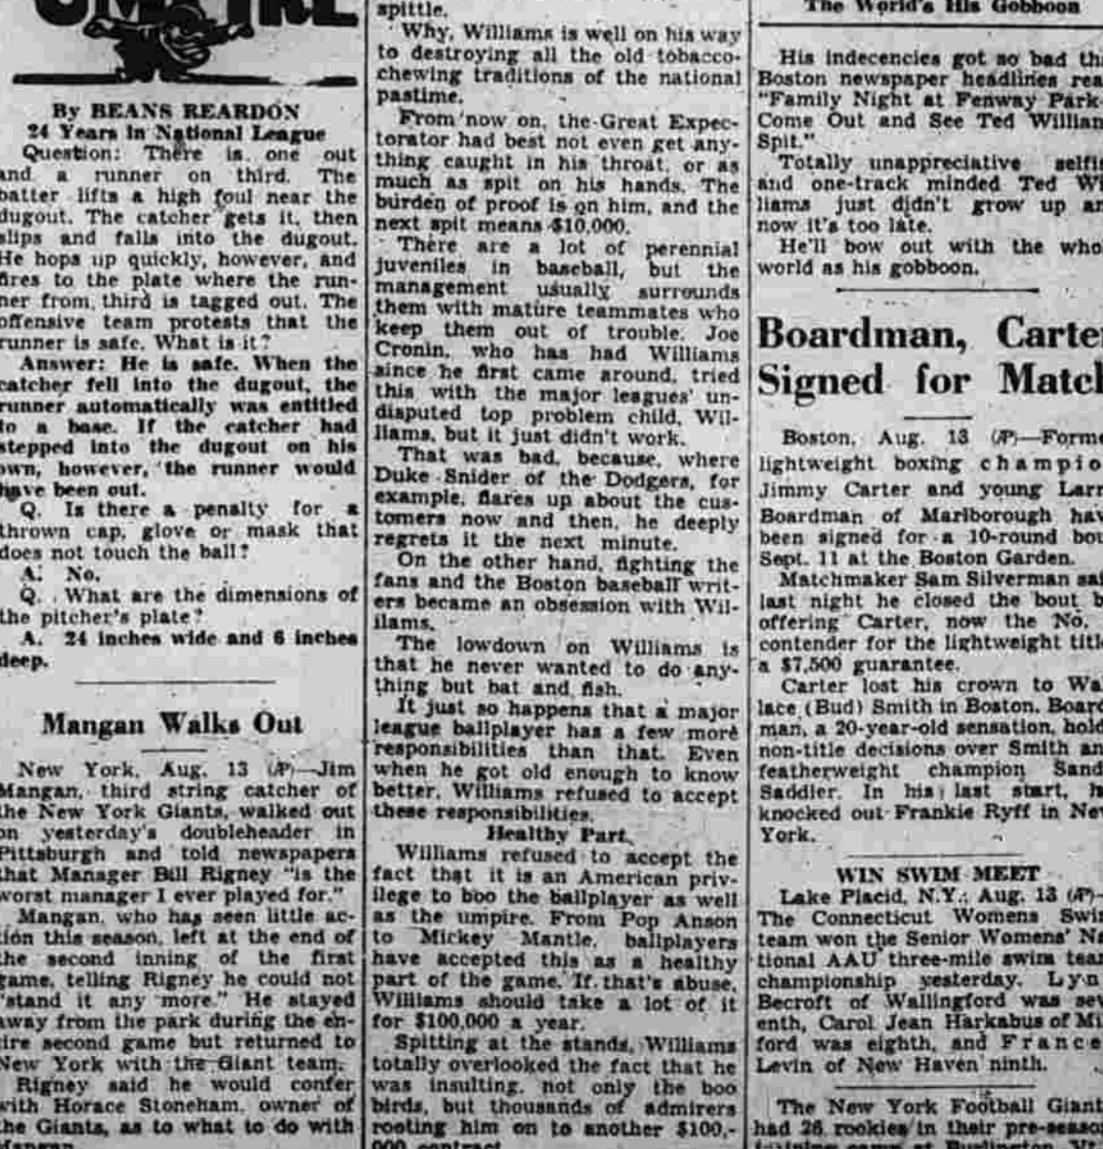 By BEANS REARDON
24 Years in National League
Question: There is one out
and a runner on third. The
batter lifts a high foul near the
dugout. The catcher gets it, then
slips and falls into the dugout.
He hops up quickly, however, and
fires to the plate where the run-
ner from third is tagged out. The
offensive team protests that the
runner is safe. What is it?
Answer: He is safe. When the
catcher fell into the dugout, the
runner automatically was entitled
to a base. If the catcher had
stepped into the dugout on his
own, however, the runner would
have been out.
Q. Is there a penalty for a
thrown cap, glove or mask that
does not touch the ball?
A. No.
Q. What are the dimensions of
the pitcher's plate?
A. 24 inches wide and 6 inches
deep.
Mangan Walks Out
New York, Aug. 13 (AP)—Jim
Mangan, third string catcher of
the New York Giants, walked out
on yesterday's doubleheader in
Pittsburgh and told newspapers
that Manager Bill Rigney "is the
worst manager I ever played for."
Mangan, who has seen little ac-
tion this season, left at the end of
the second inning of the first
game, telling Rigney he could not
"stand it any more." He stayed
away from the park during the en-
tire second game but returned to
New York with the Giant team.
Rigney said he would confer
with Horace Stoneham, owner of
the Giants, as to what to do with
Mangan.
spittle.
Why, Williams is well on his way
to destroying all the old tobacco-
chewing traditions of the national
pastime.
From now on, the Great Expec-
torator had best not even get any-
thing caught in his throat, or as
much as spit on his hands. The
burden of proof is on him, and the
next spit means $10,000.
There are a lot of perennial
juveniles in baseball, but the
management usually surrounds
them with mature teammates who
keep them out of trouble. Joe
Cronin, who has had Williams
since he first came around, tried
this with the major leagues' un-
disputed top problem child, Wil-
liams, but it just didn't work.
That was bad, because, where
Duke Snider of the Dodgers, for
example, flares up about the cus-
tomers now and then, he deeply
regrets it the next minute.
On the other hand, fighting the
fans and the Boston baseball writ-
ers became an obsession with Wil-
liams.
The lowdown on Williams is
that he never wanted to do any-
thing but bat and fish.
It just so happens that a major
league ballplayer has a few more
responsibilities than that. Even
when he got old enough to know
better, Williams refused to accept
these responsibilities.
Healthy Part
Williams refused to accept the
fact that it is an American priv-
ilege to boo the ballplayer as well
as the umpire. From Pop Anson
to Mickey Mantle, ballplayers
have accepted this as a healthy
part of the game. If that's abuse,
Williams should take a lot of it
for $100,000 a year.
Spitting at the stands, Williams
totally overlooked the fact that he
was insulting, not only the boo
birds, but thousands of admirers
rooting him on to another $100,-
000 contract.
The World's His Gobboon
His indecencies got so bad th
Boston newspaper headlines rea
"Family Night at Fenway Park-
Come Out and See Ted William
Spit."
Totally unappreciative selfis
and one-track minded Ted Wi
liams just didn't grow up an
now it's too late.
He'll bow out with the whol
world as his gobboon.
Boardman, Carter
Signed for Match
Boston, Aug. 13 (AP)—Forme
lightweight boxing champio
Jimmy Carter and young Larr
Boardman of Marlborough hav
been signed for a 10-round bou
Sept. 11 at the Boston Garden.
Matchmaker Sam Silverman sai
last night he closed the bout b
offering Carter, now the No.
contender for the lightweight titl
a $7,500 guarantee.
Carter lost his crown to Wal
lace (Bud) Smith in Boston. Board
man, a 20-year-old sensation, hold
non-title decisions over Smith an
featherweight champion Sand
Saddler. In his last start, h
knocked out Frankie Ryff in New
York.
WIN SWIM MEET
Lake Placid, N.Y., Aug. 13 (AP)—
The Connecticut Womens Swim
team won the Senior Womens' Na
tional AAU three-mile swim team
championship yesterday. Lyn
Becroft of Wallingford was sev
enth, Carol Jean Harkabus of Mil
ford was eighth, and France
Levin of New Haven ninth.
The New York Football Giant
had 26 rookies in their pre-seaso